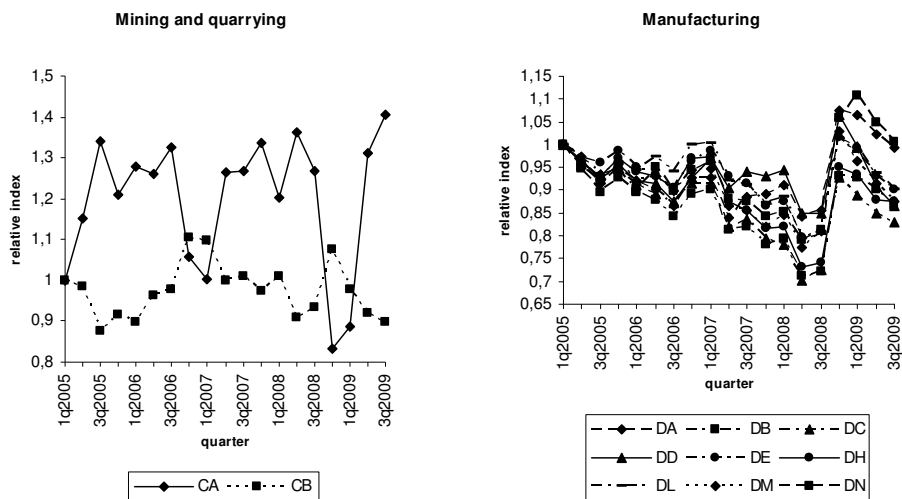 Mining and quarrying
relative index
1,5
1,4
1,3
1,2
1,1
1
0,9
0,8
1q2005
3q2005
1q2006
3q2006
1q2007
3q2007
1q2008
3q2008
1q2009
3q2009
quarter
CA CB
Manufacturing
relative index
1,15
1,1
1,05
1
0,95
0,9
0,85
0,8
0,75
0,7
0,65
1q2005
3q2005
1q2006
3q2006
1q2007
3q2007
1q2008
3q2008
1q2009
3q2009
quarter
DA DB DC
DD DE DH
DL DM DN